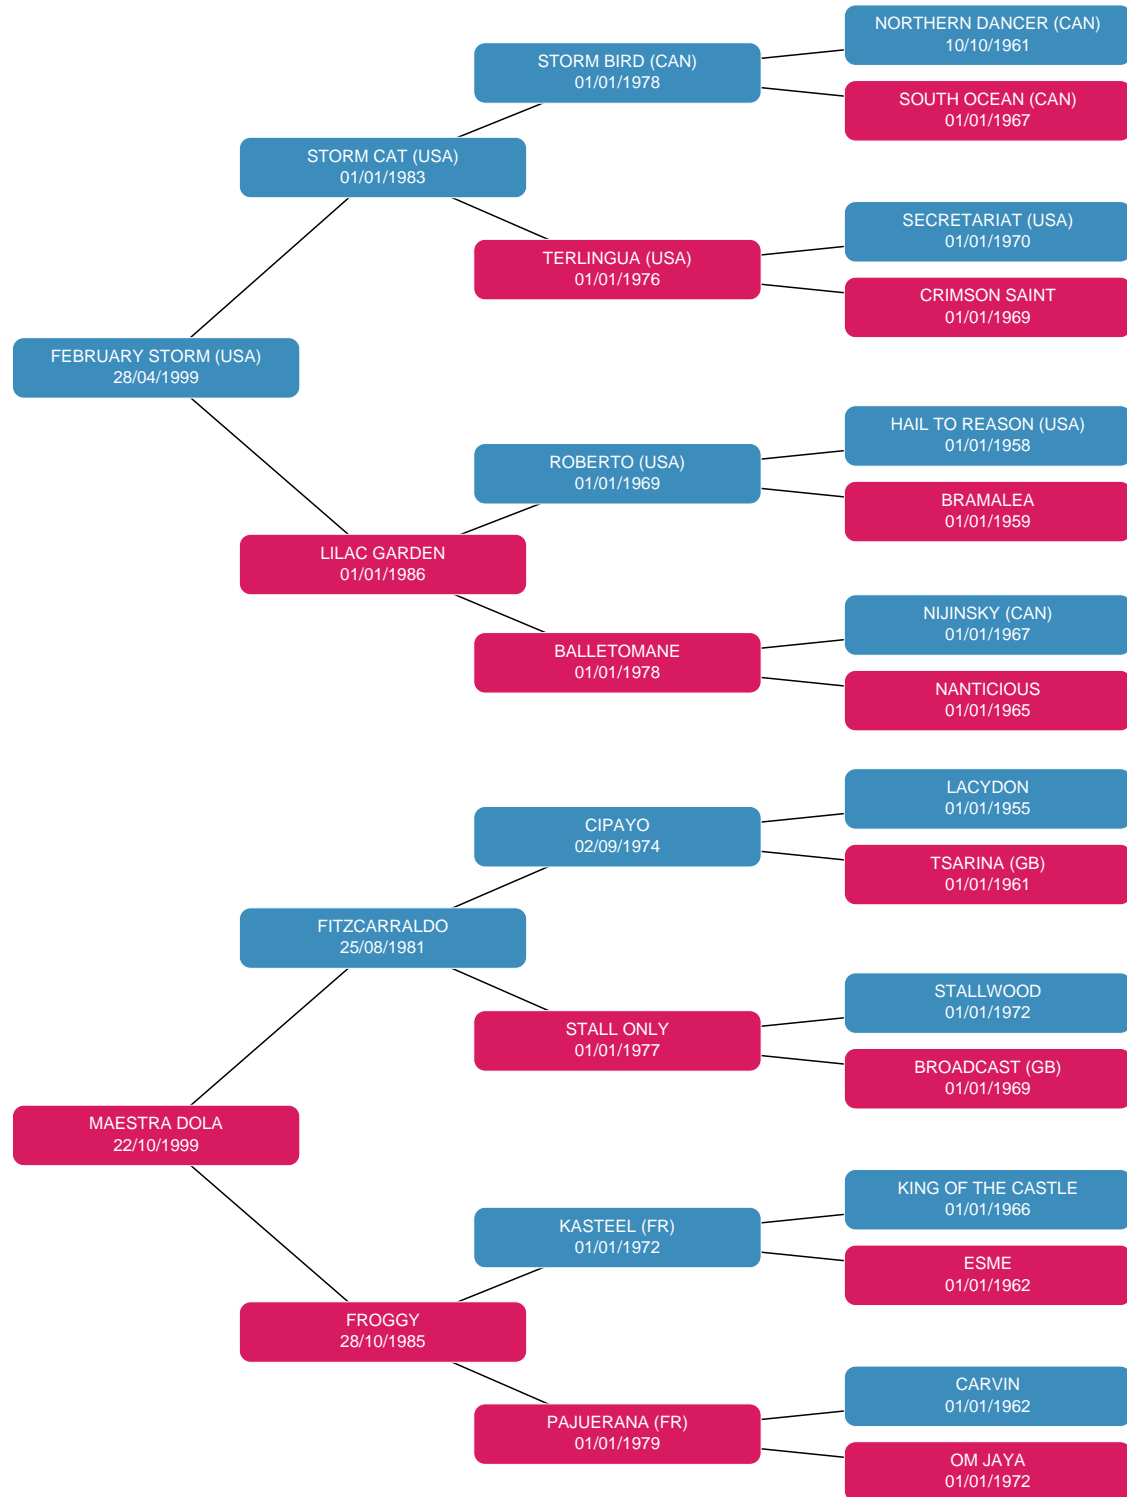 NORTHERN DANCER (CAN)
10/10/1961
STORM BIRD (CAN)
01/01/1978
SOUTH OCEAN (CAN)
01/01/1967
STORM CAT (USA)
01/01/1983
SECRETARIAT (USA)
01/01/1970
TERLINGUA (USA)
01/01/1976
CRIMSON SAINT
01/01/1969
FEBRUARY STORM (USA)
28/04/1999
HAIL TO REASON (USA)
01/01/1958
ROBERTO (USA)
01/01/1969
BRAMALEA
01/01/1959
LILAC GARDEN
01/01/1986
NIJINSKY (CAN)
01/01/1967
BALLETOMANE
01/01/1978
NANTICIOUS
01/01/1965
LACYDON
01/01/1955
CIPAYO
02/09/1974
TSARINA (GB)
01/01/1961
FITZCARRALDO
25/08/1981
STALLWOOD
01/01/1972
STALL ONLY
01/01/1977
BROADCAST (GB)
01/01/1969
MAESTRA DOLA
22/10/1999
KING OF THE CASTLE
01/01/1966
KASTEEL (FR)
01/01/1972
ESME
01/01/1962
FROGGY
28/10/1985
CARVIN
01/01/1962
PAJUERANA (FR)
01/01/1979
OM JAYA
01/01/1972